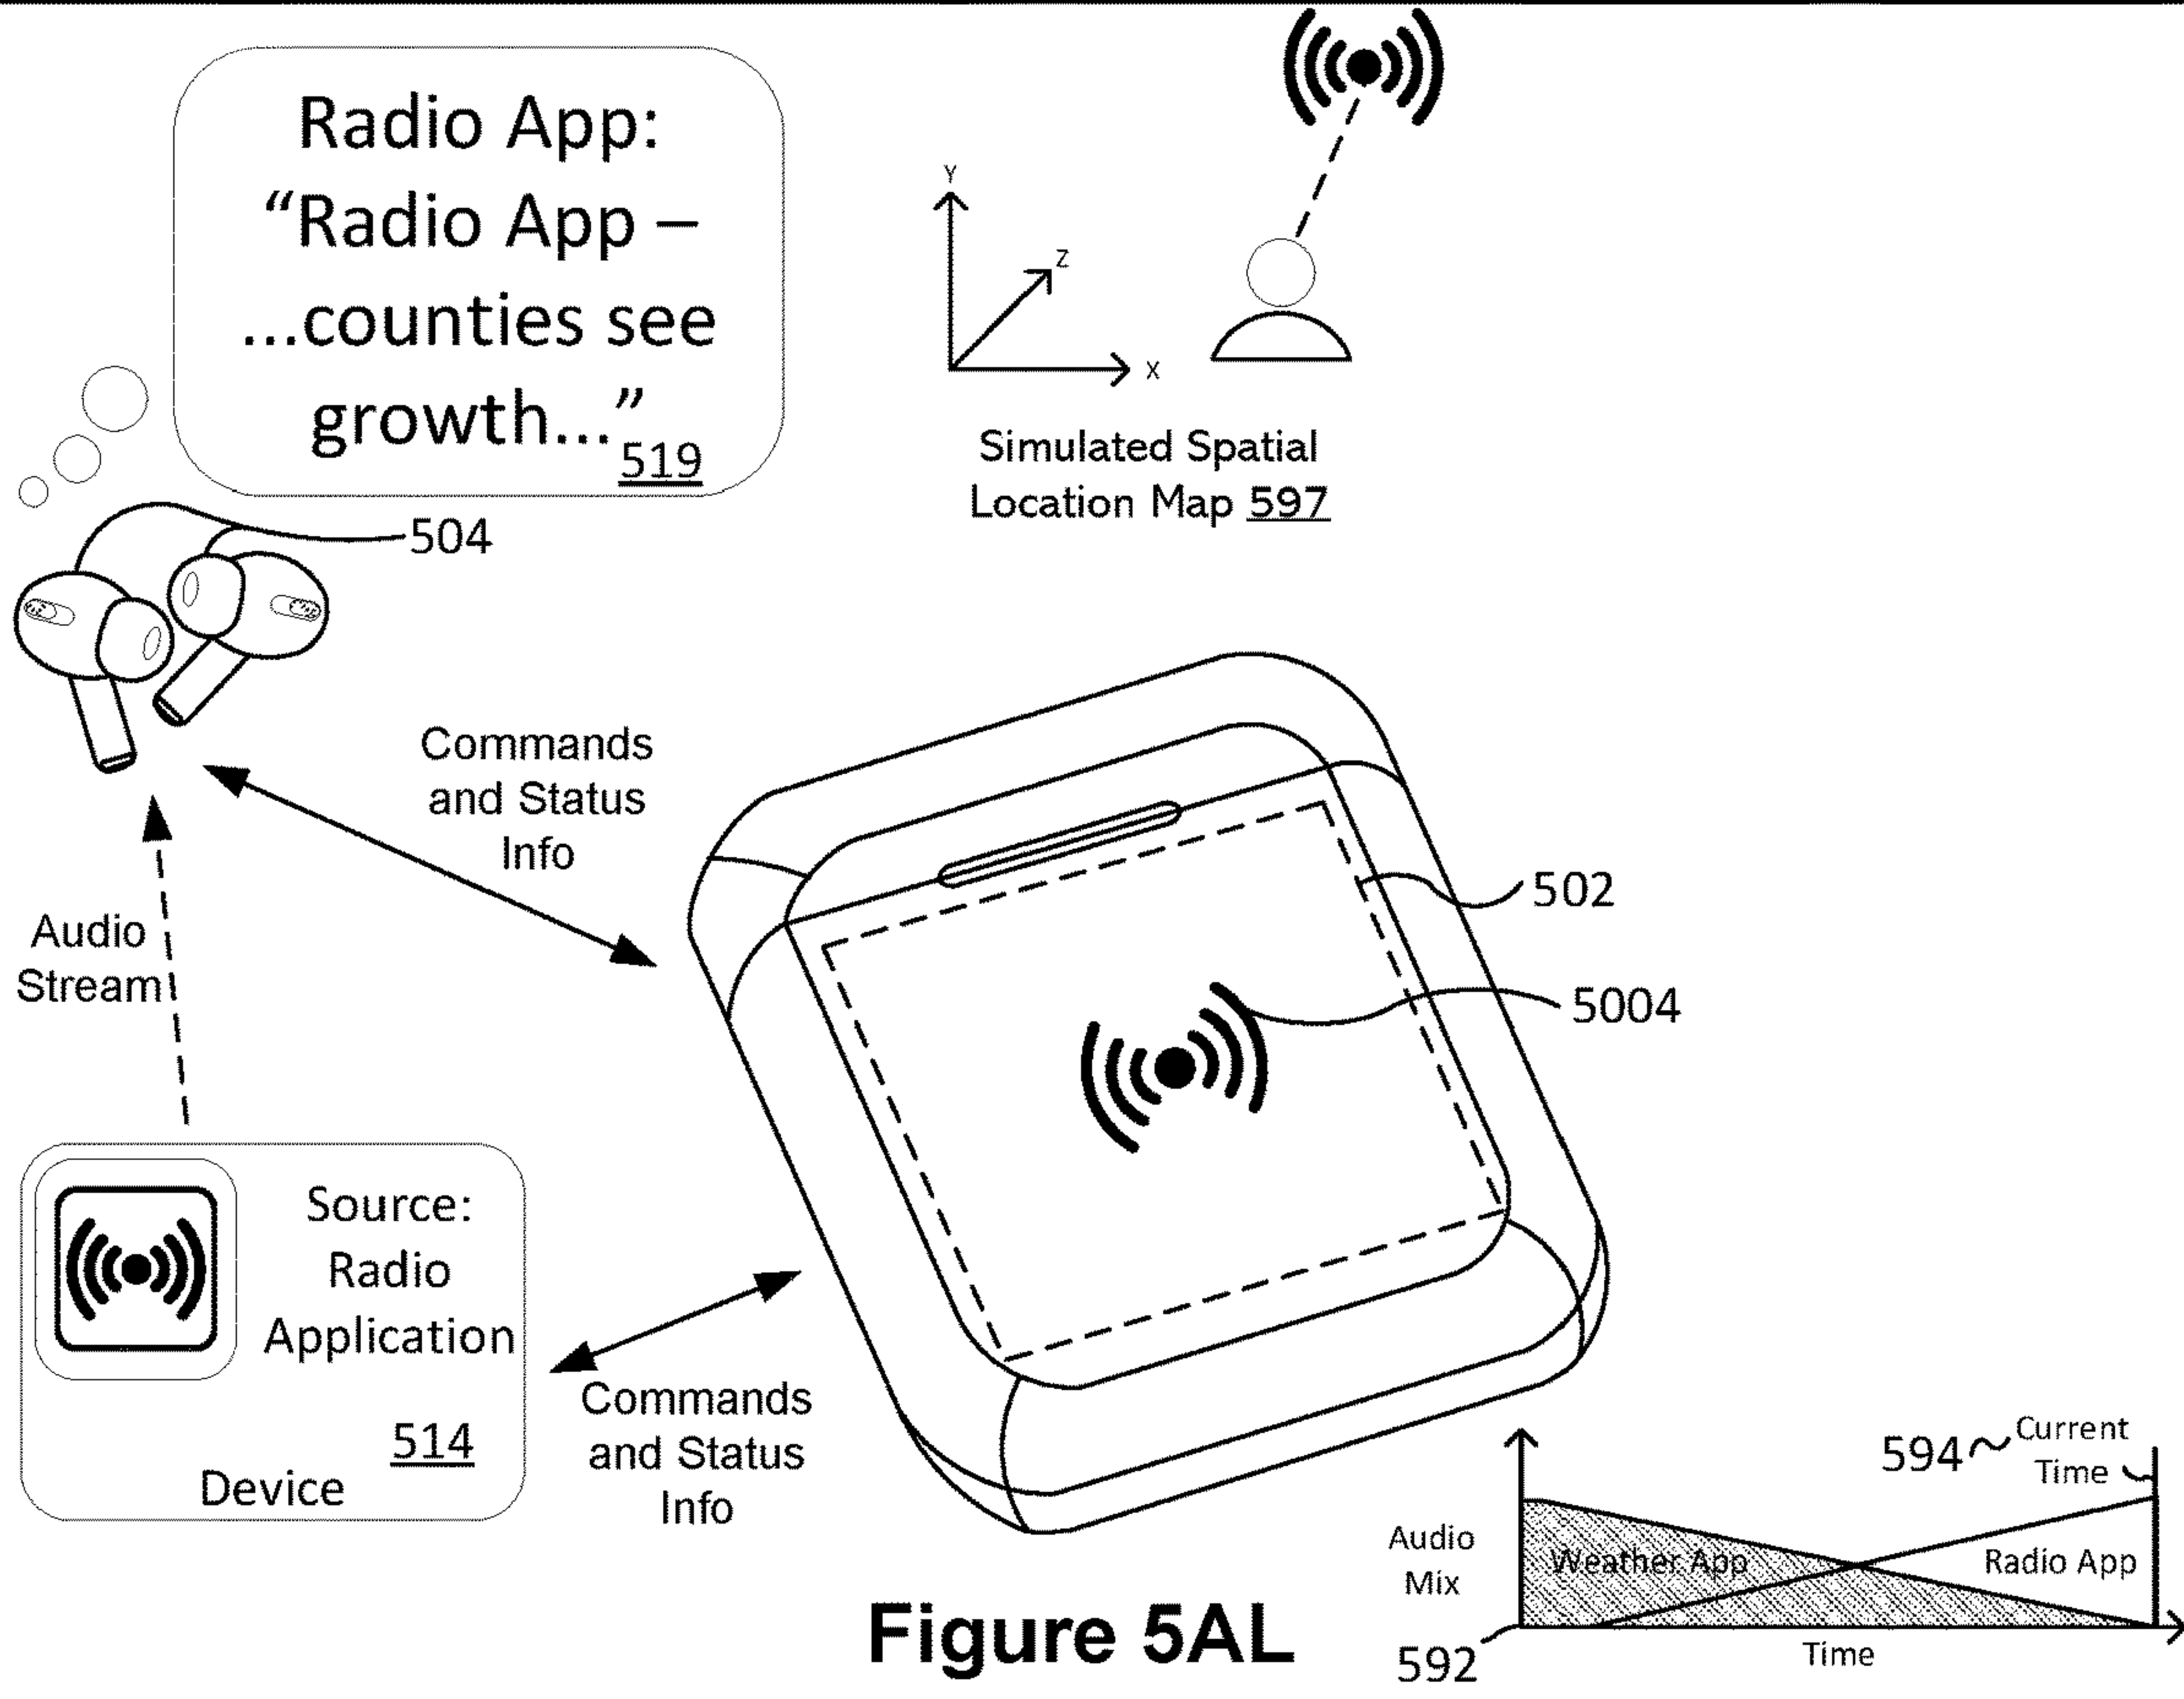 Radio App:
“Radio App –
...counties see
growth...”
519
Y
Z
X
Simulated Spatial
Location Map 597
504
Commands
and Status
Info
502
Audio
Stream
5004
Source:
Radio
Application
514
Device
Commands
and Status
Info
594
Current
Time
Audio
Mix
Weather App
Radio App
592
Time
Figure 5AL